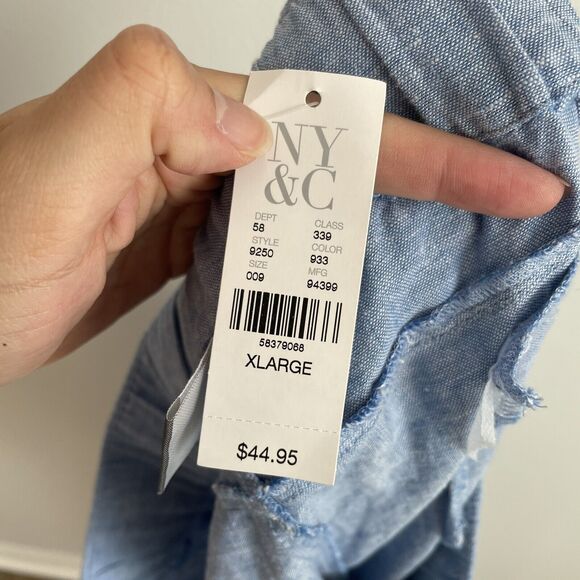 NY
&C
DEPT CLASS
58 339
STYLE COLOR
9250 933
SIZE MFG
009 94399
58379068
XLARGE
$44.95